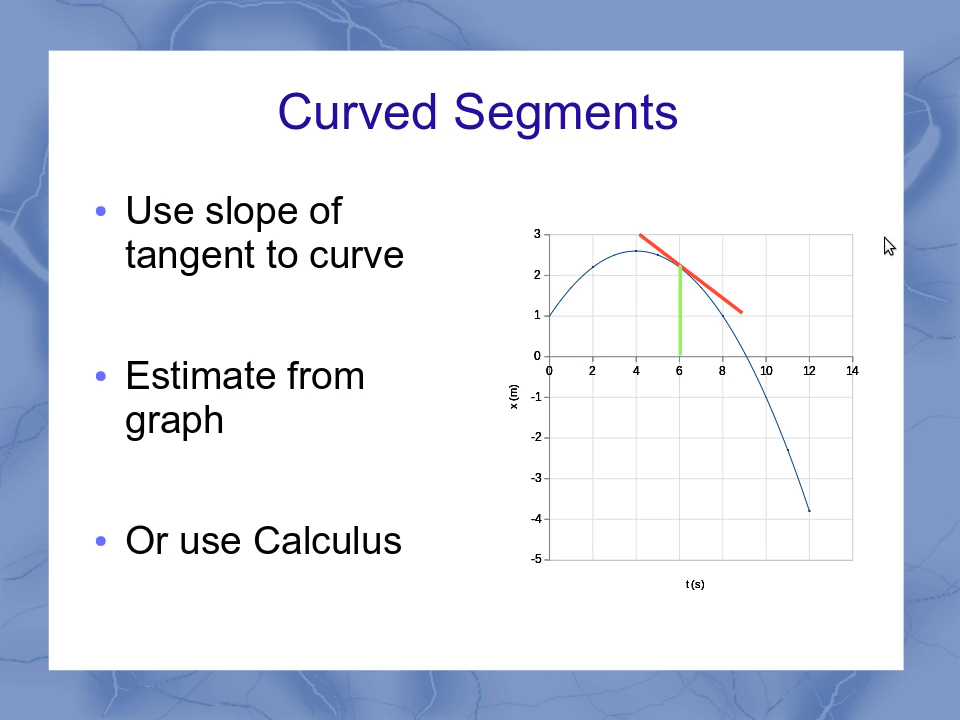 Curved Segments
• Use slope of
tangent to curve
• Estimate from
graph
• Or use Calculus
3
2
1
0
0 2 4 6 8 10 12 14
-1
-2
-3
-4
-5
x (m)
t (s)